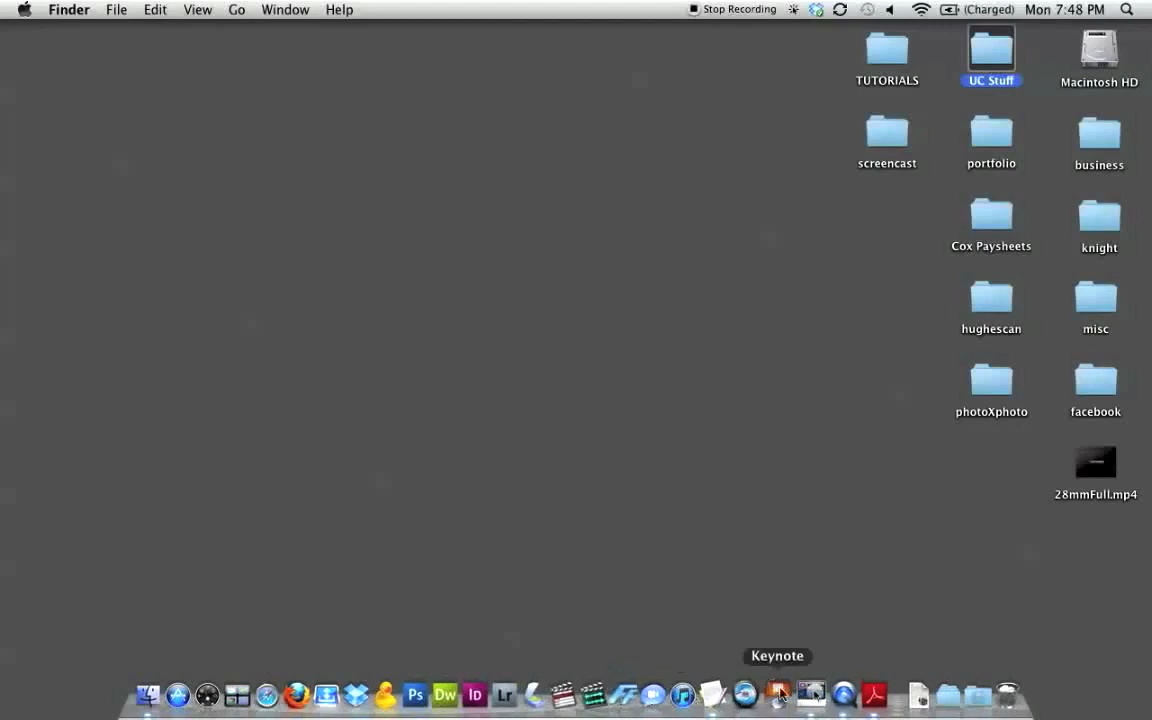 Finder File Edit View Go Window Help Stop Recording (Charged) Mon 7:48 PM
TUTORIALS UC Stuff Macintosh HD
screencast portfolio business
Cox Paysheets knight
hughescan misc
photoXphoto facebook
28mmFull.mp4
Keynote
Ps Dw Id Lr